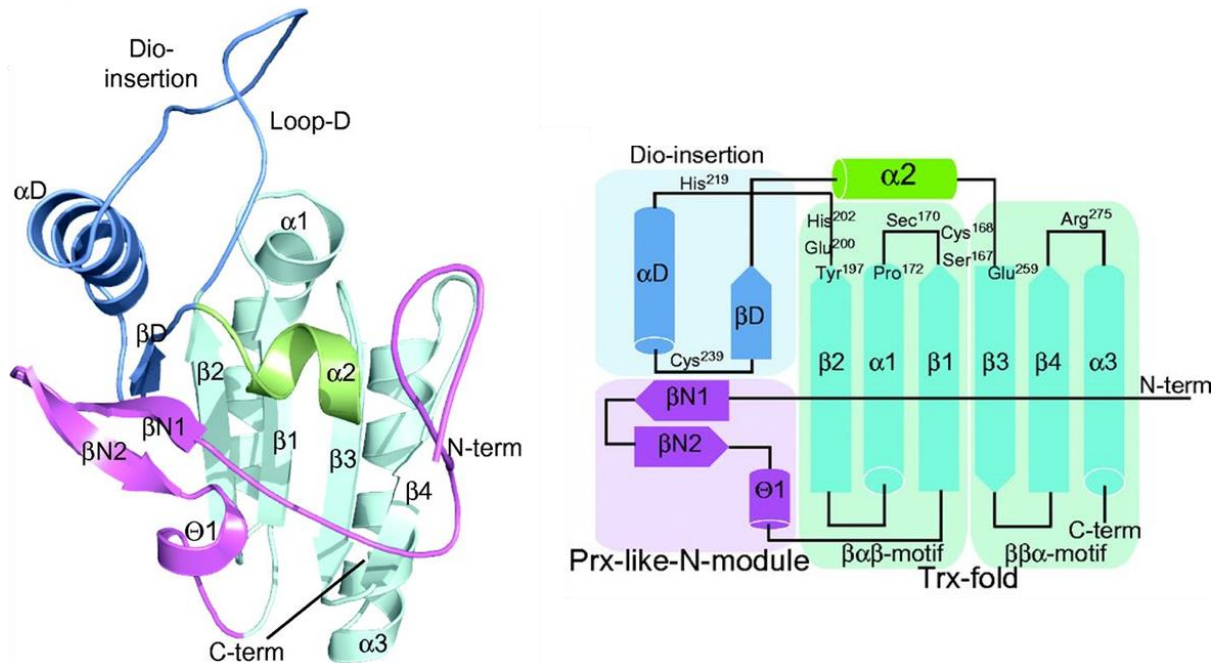 Dio-
insertion
Loop-D
αD
α1
βD
β2
α2
βN1
β1
βN2
β3
N-term
β4
Θ1
C-term
α3
Dio-insertion
α2
His²¹⁹
His²⁰²
Sec¹⁷⁰
Cys¹⁶⁸
Arg²⁷⁵
Glu²⁰⁰
Ser¹⁶⁷
Tyr¹⁹⁷
Pro¹⁷²
Glu²⁵⁹
αD
βD
β2
α1
β1
β3
β4
α3
Cys²³⁹
N-term
βN1
βN2
Θ1
C-term
Prx-like-N-module
βαβ-motif
ββα-motif
Trx-fold